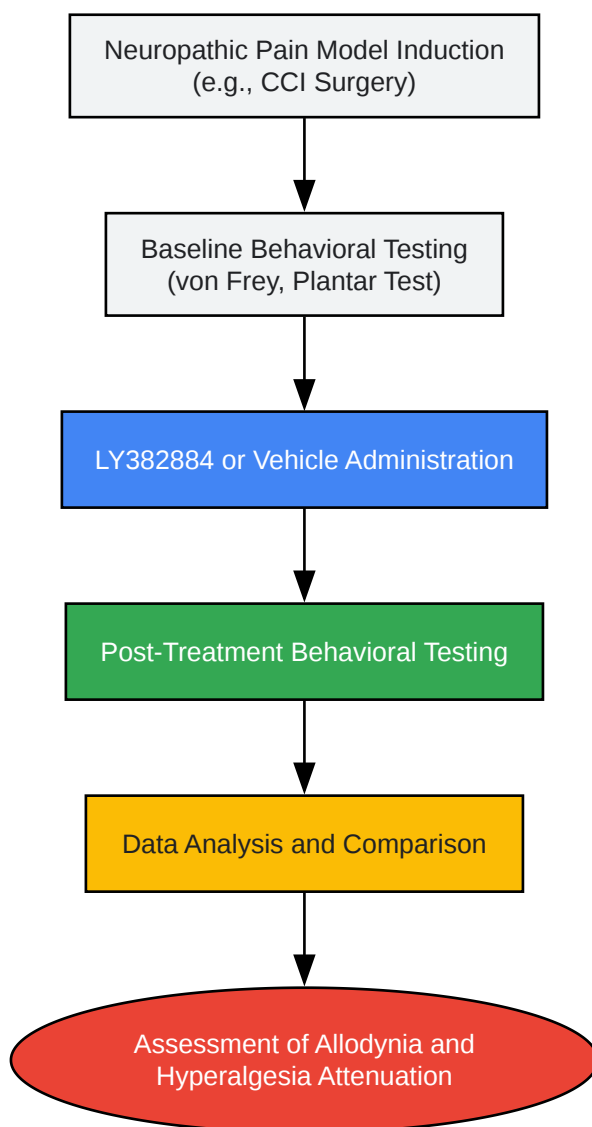 Neuropathic Pain Model Induction
(e.g., CCI Surgery)
Baseline Behavioral Testing
(von Frey, Plantar Test)
LY382884 or Vehicle Administration
Post-Treatment Behavioral Testing
Data Analysis and Comparison
Assessment of Allodynia and
Hyperalgesia Attenuation